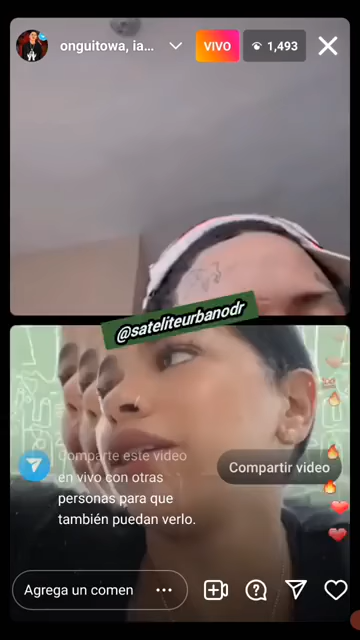 onguitowa, ia...
VIVO
1,493
@sateliteurbanodr
Comparte este video
en vivo con otras
personas para que
también puedan verlo.
Compartir video
Agrega un comen